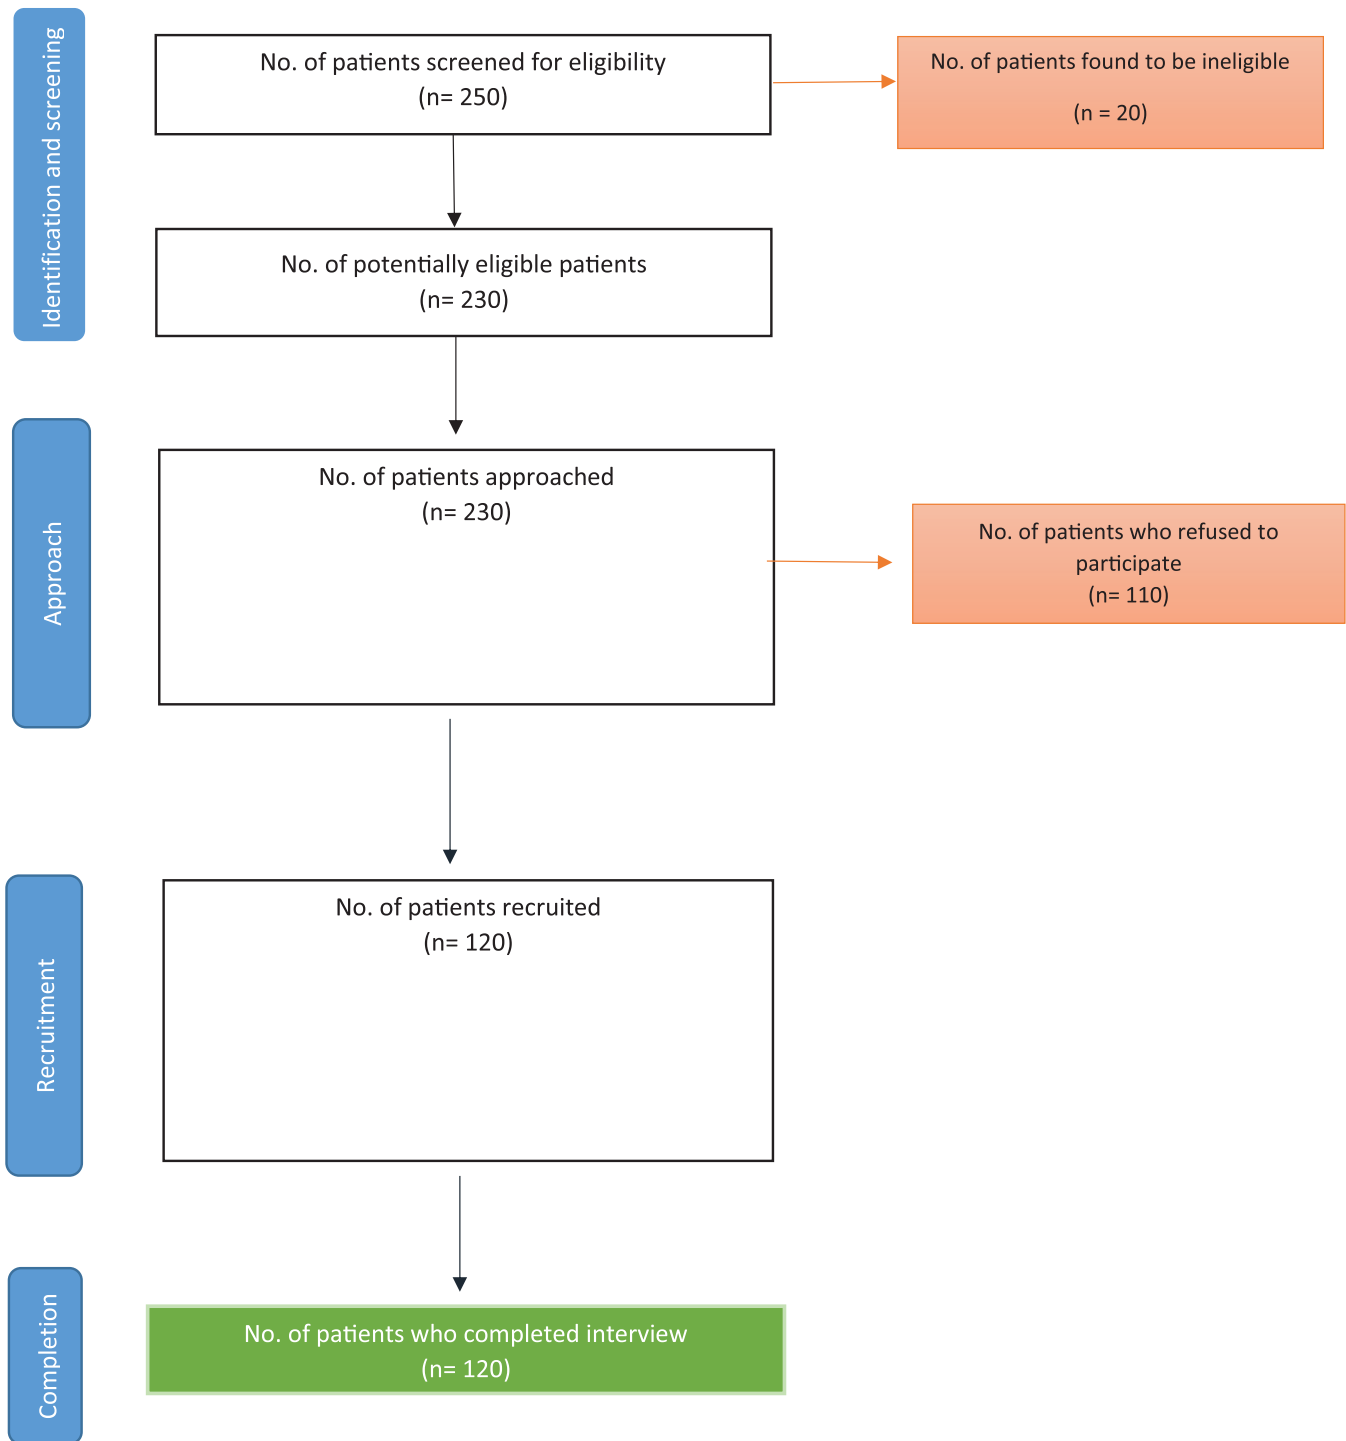 Identification and screening
No. of patients screened for eligibility
(n= 250)
No. of patients found to be ineligible
(n = 20)
No. of potentially eligible patients
(n= 230)
Approach
No. of patients approached
(n= 230)
No. of patients who refused to
participate
(n= 110)
Recruitment
No. of patients recruited
(n= 120)
Completion
No. of patients who completed interview
(n= 120)